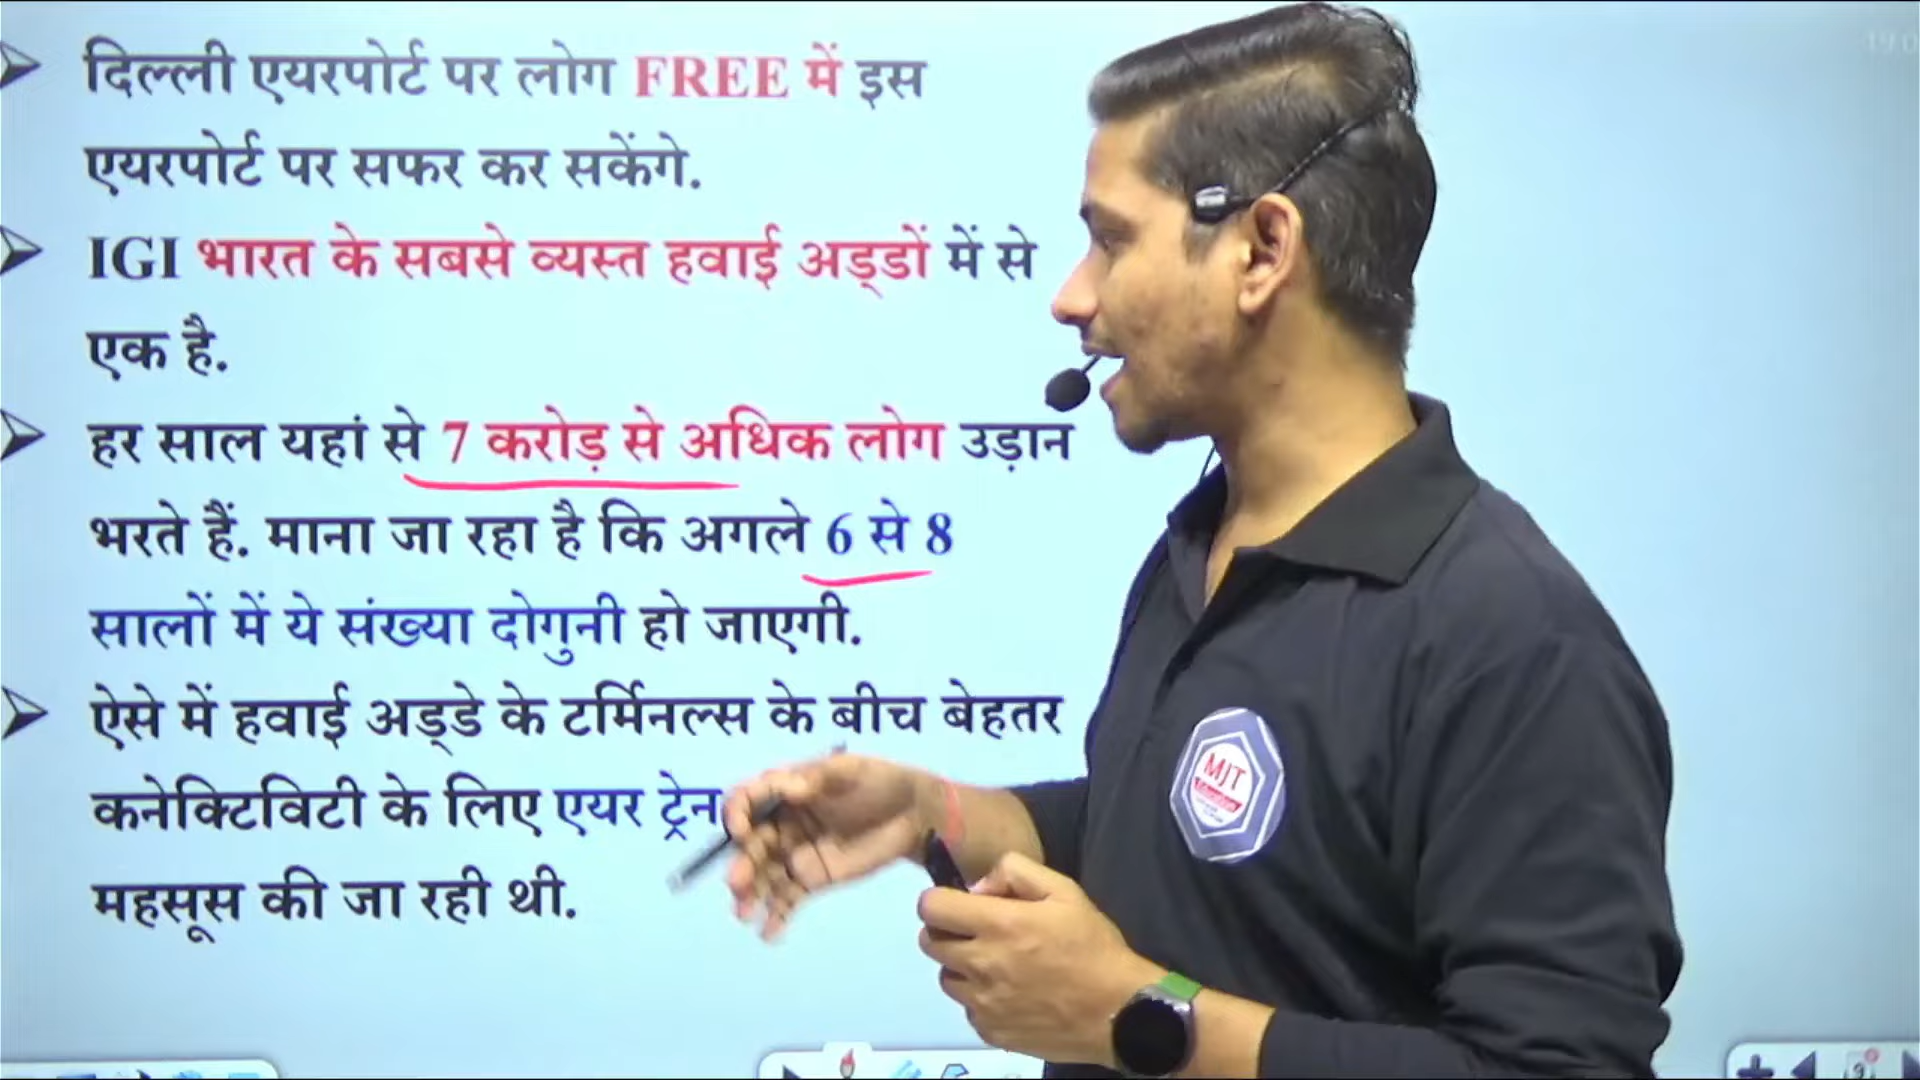 दिल्ली एयरपोर्ट पर लोग FREE में इस
एयरपोर्ट पर सफर कर सकेंगे.
IGI भारत के सबसे व्यस्त हवाई अड्डों में से
एक है.
हर साल यहां से 7 करोड़ से अधिक लोग उड़ान
भरते हैं. माना जा रहा है कि अगले 6 से 8
सालों में ये संख्या दोगुनी हो जाएगी.
ऐसे में हवाई अड्डे के टर्मिनल्स के बीच बेहतर
कनेक्टिविटी के लिए एयर ट्रेन
महसूस की जा रही थी.
MJT